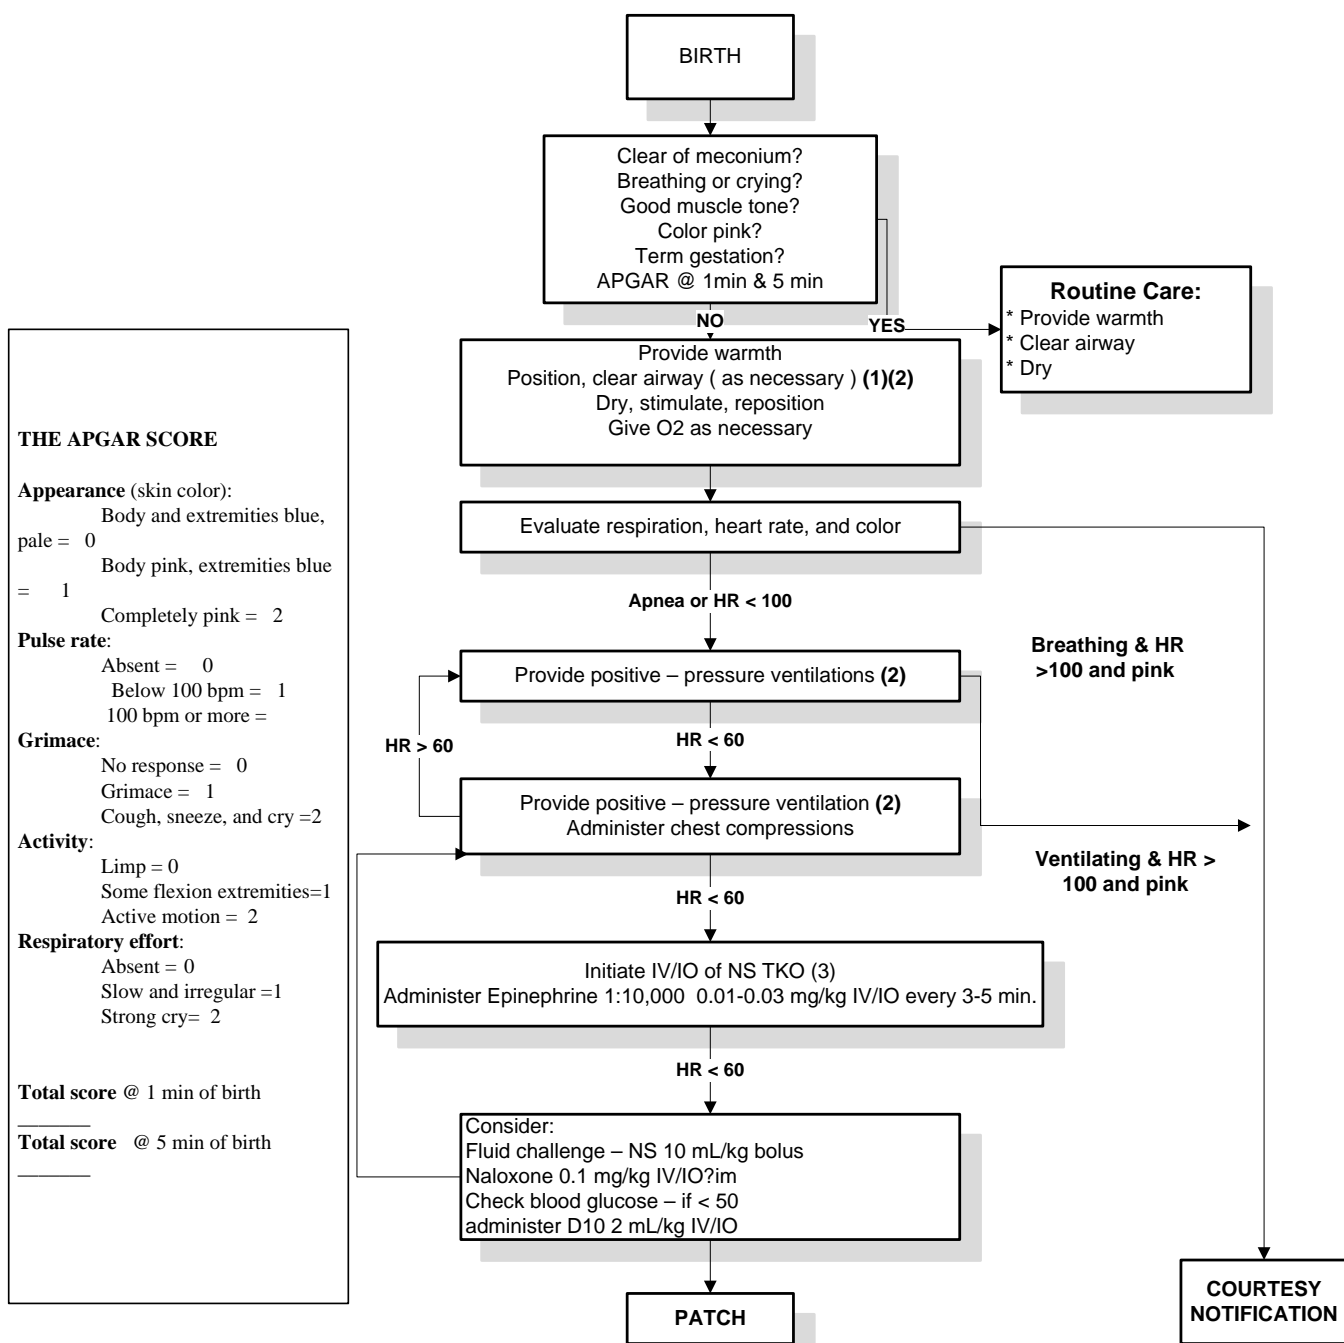 BIRTH
Clear of meconium?
Breathing or crying?
Good muscle tone?
Color pink?
Term gestation?
APGAR @ 1min & 5 min
NO
YES
Routine Care:
* Provide warmth
* Clear airway
* Dry
Provide warmth
Position, clear airway ( as necessary ) (1)(2)
Dry, stimulate, reposition
Give O2 as necessary
Evaluate respiration, heart rate, and color
Apnea or HR < 100
Breathing & HR
>100 and pink
Provide positive – pressure ventilations (2)
HR > 60
HR < 60
Provide positive – pressure ventilation (2)
Administer chest compressions
Ventilating & HR >
100 and pink
HR < 60
Initiate IV/IO of NS TKO (3)
Administer Epinephrine 1:10,000 0.01-0.03 mg/kg IV/IO every 3-5 min.
HR < 60
Consider:
Fluid challenge – NS 10 mL/kg bolus
Naloxone 0.1 mg/kg IV/IO?im
Check blood glucose – if < 50
administer D10 2 mL/kg IV/IO
PATCH
COURTESY
NOTIFICATION
THE APGAR SCORE
Appearance (skin color):
Body and extremities blue,
pale = 0
Body pink, extremities blue
= 1
Completely pink = 2
Pulse rate:
Absent = 0
Below 100 bpm = 1
100 bpm or more =
Grimace:
No response = 0
Grimace = 1
Cough, sneeze, and cry =2
Activity:
Limp = 0
Some flexion extremities=1
Active motion = 2
Respiratory effort:
Absent = 0
Slow and irregular =1
Strong cry= 2
Total score @ 1 min of birth
_______
Total score @ 5 min of birth
_______